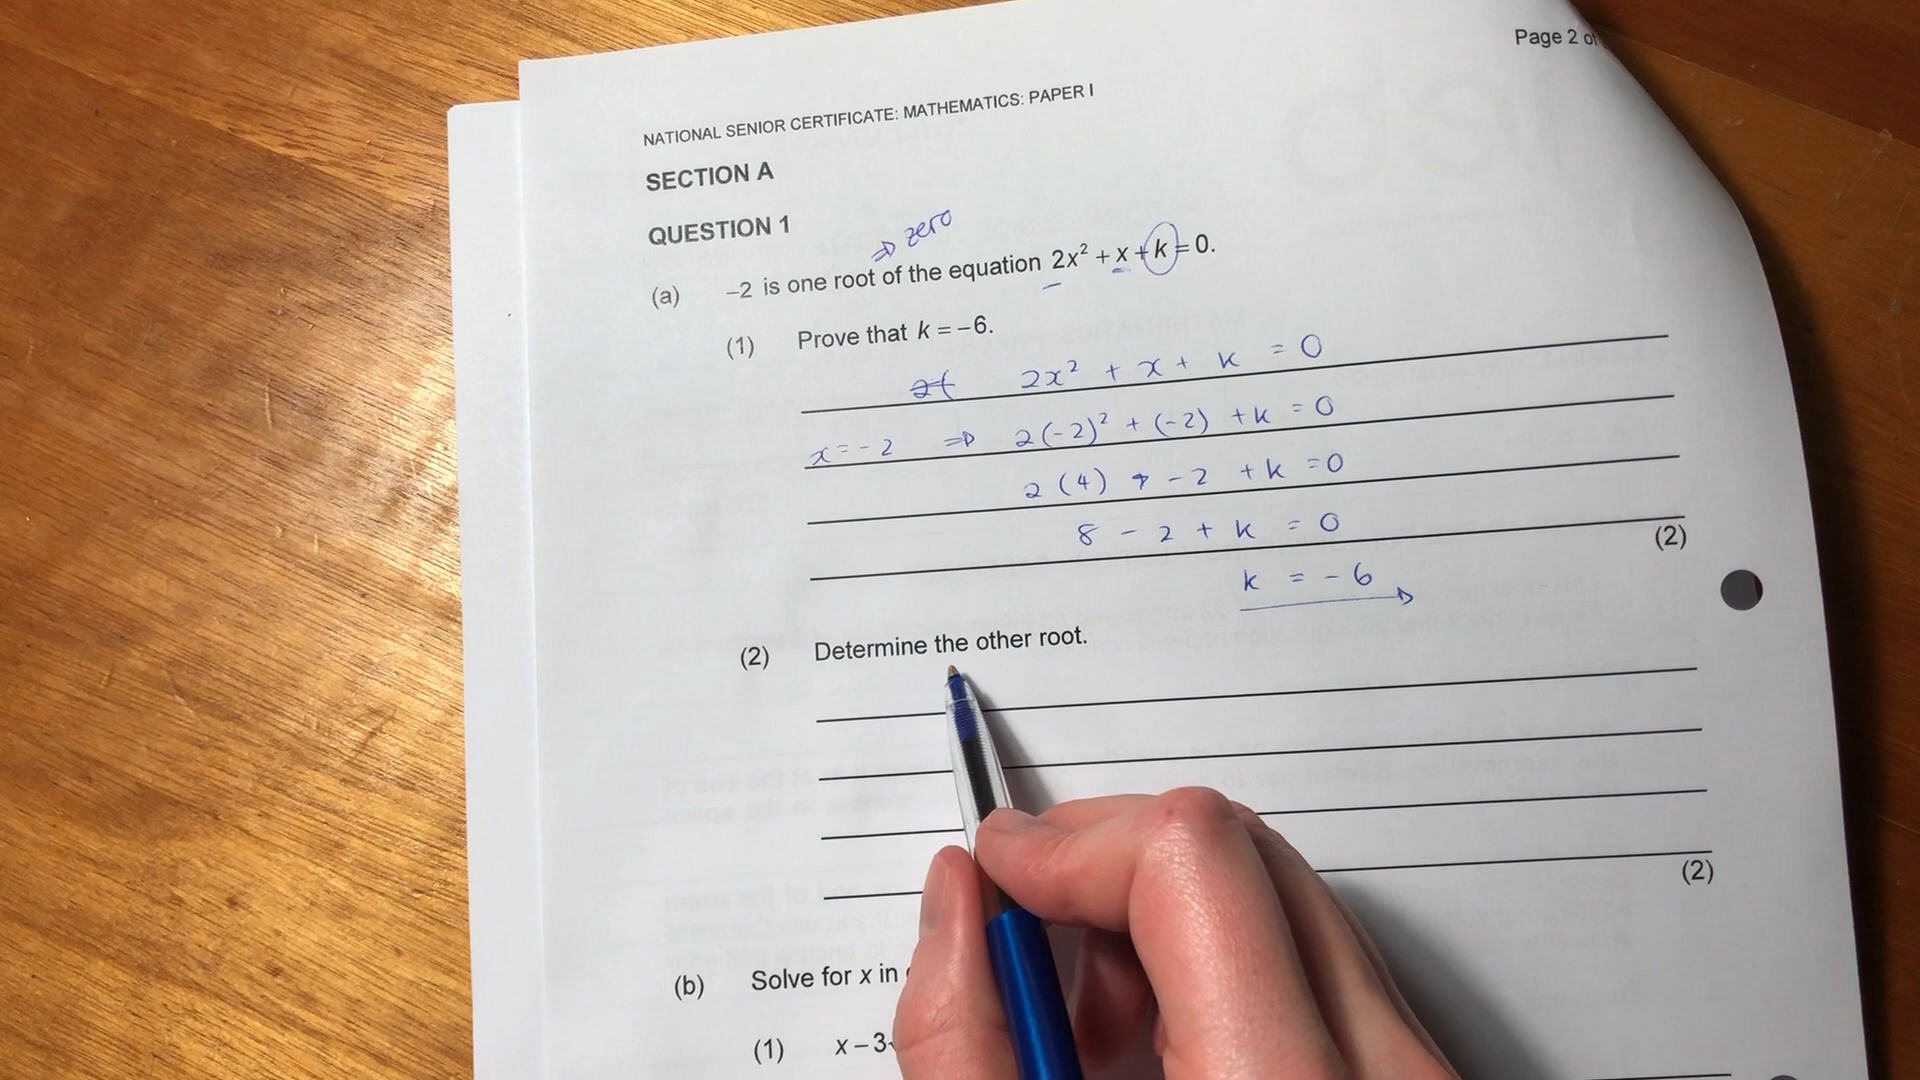 Page 2 of
NATIONAL SENIOR CERTIFICATE: MATHEMATICS: PAPER I
SECTION A
QUESTION 1
⇒ zero
(a) –2 is one root of the equation 2x² + x + k = 0.
(1) Prove that k = –6.
2x² + x + k = 0
x = -2 ⇒ 2(-2)² + (-2) + k = 0
2(4) + -2 + k = 0
8 - 2 + k = 0
(2)
k = -6
(2) Determine the other root.
(2)
(b) Solve for x in
(1) x – 3